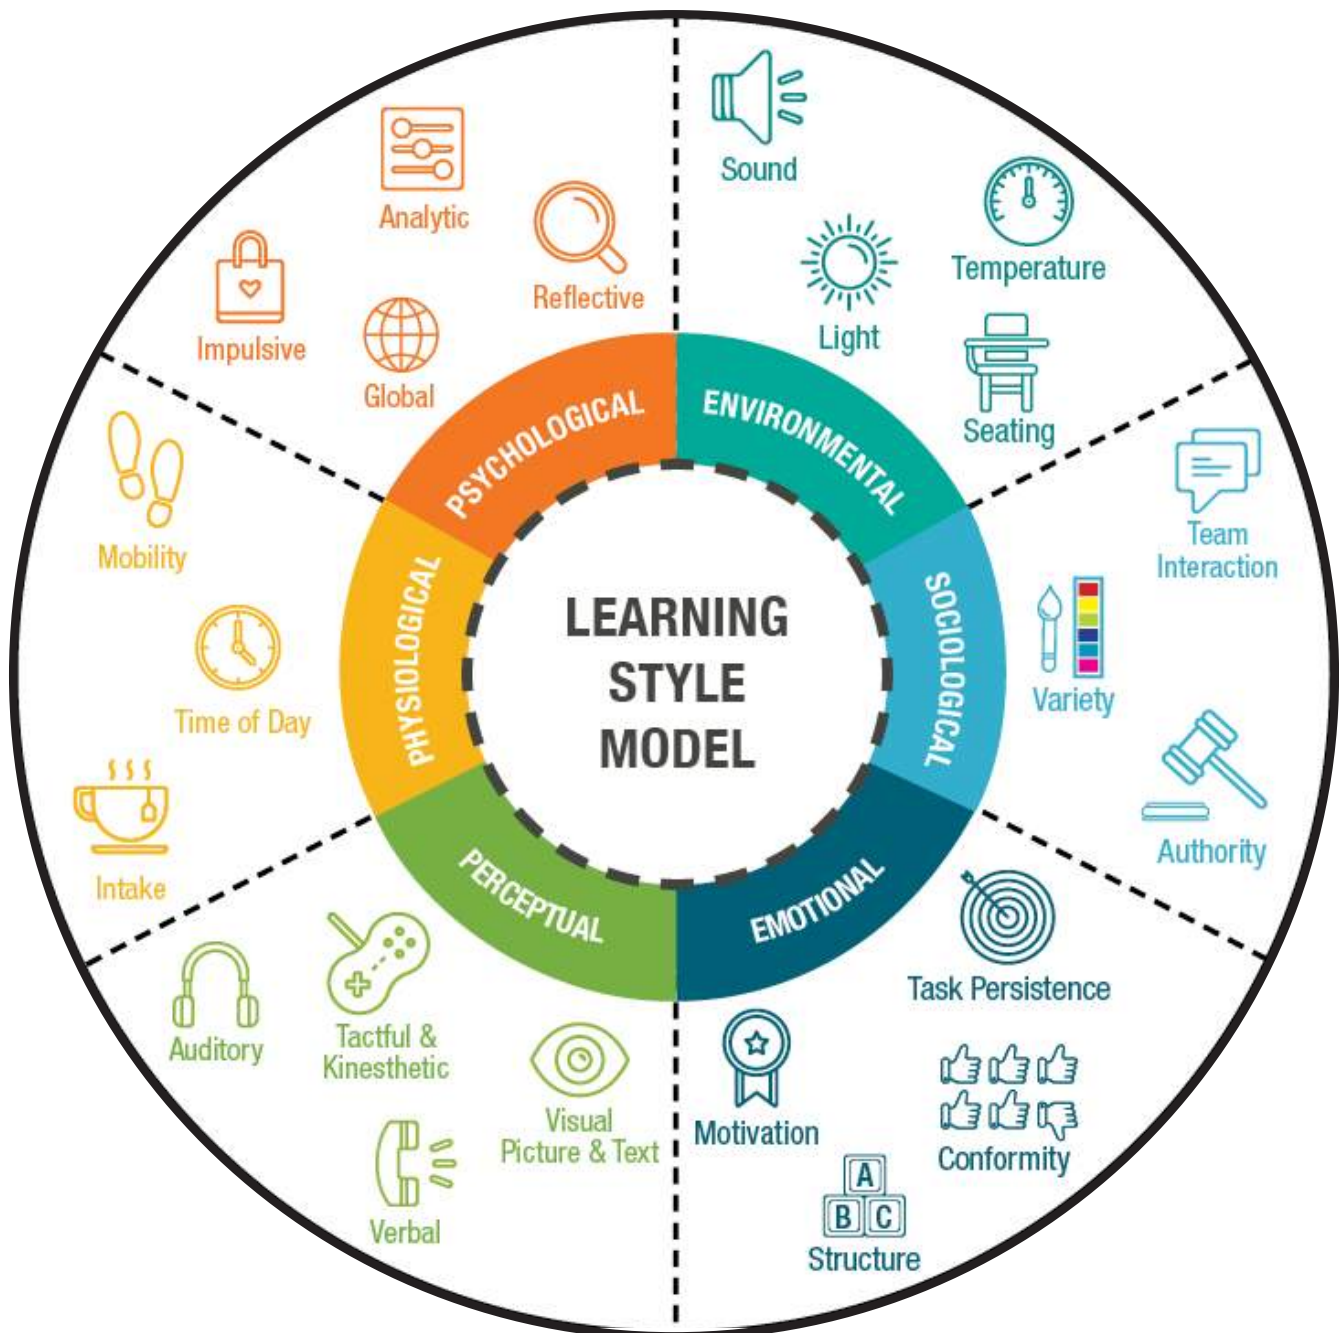 LEARNING
STYLE
MODEL
ENVIRONMENTAL
Sound
Temperature
Light
Seating
SOCIOLOGICAL
Team
Interaction
Variety
Authority
EMOTIONAL
Task Persistence
Motivation
Conformity
A
B C
Structure
PERCEPTUAL
Auditory
Tactful &
Kinesthetic
Visual
Picture & Text
Verbal
PHYSIOLOGICAL
Mobility
Time of Day
Intake
PSYCHOLOGICAL
Analytic
Reflective
Impulsive
Global